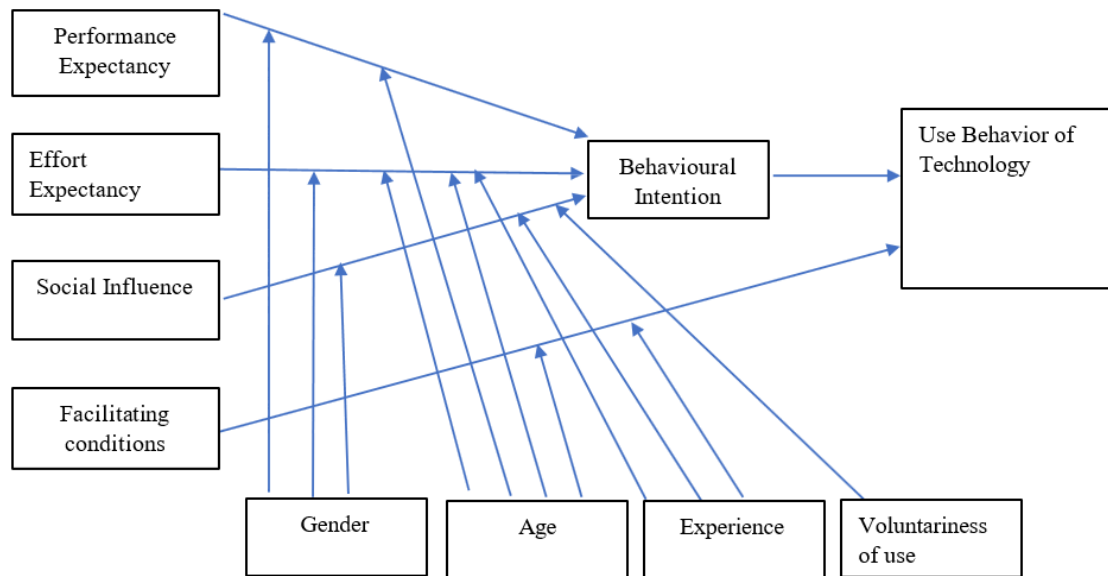 Performance
Expectancy
Effort
Expectancy
Social Influence
Facilitating
conditions
Behavioural
Intention
Use Behavior of
Technology
Gender
Age
Experience
Voluntariness
of use